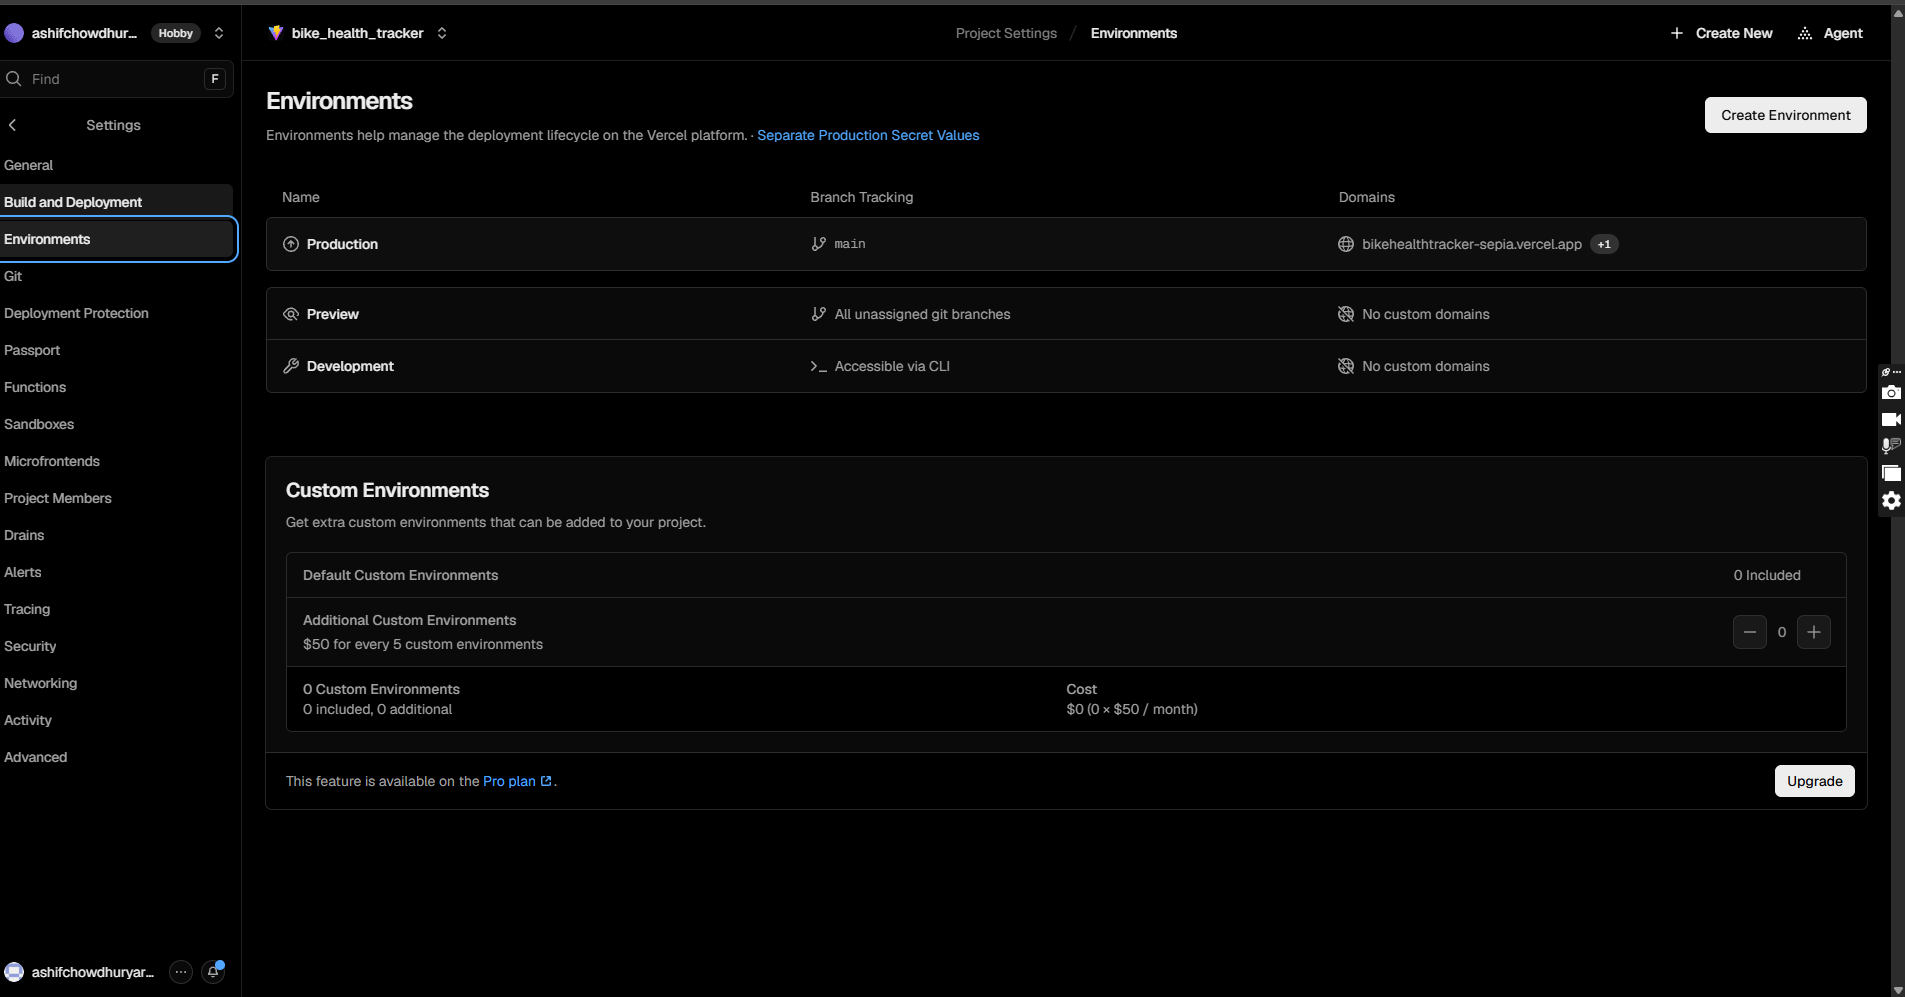 ashifchowdhur...
Hobby
bike_health_tracker
Project Settings / Environments
Create New
Agent
Find
F
Settings
General
Build and Deployment
Environments
Git
Deployment Protection
Passport
Functions
Sandboxes
Microfrontends
Project Members
Drains
Alerts
Tracing
Security
Networking
Activity
Advanced
ashifchowdhuryar...
Environments
Environments help manage the deployment lifecycle on the Vercel platform. · Separate Production Secret Values
Create Environment
Name Branch Tracking Domains
Production main bikehealthtracker-sepia.vercel.app +1
Preview All unassigned git branches No custom domains
Development Accessible via CLI No custom domains
Custom Environments
Get extra custom environments that can be added to your project.
Default Custom Environments 0 Included
Additional Custom Environments
$50 for every 5 custom environments
0
0 Custom Environments Cost
0 included, 0 additional $0 (0 × $50 / month)
This feature is available on the Pro plan.
Upgrade